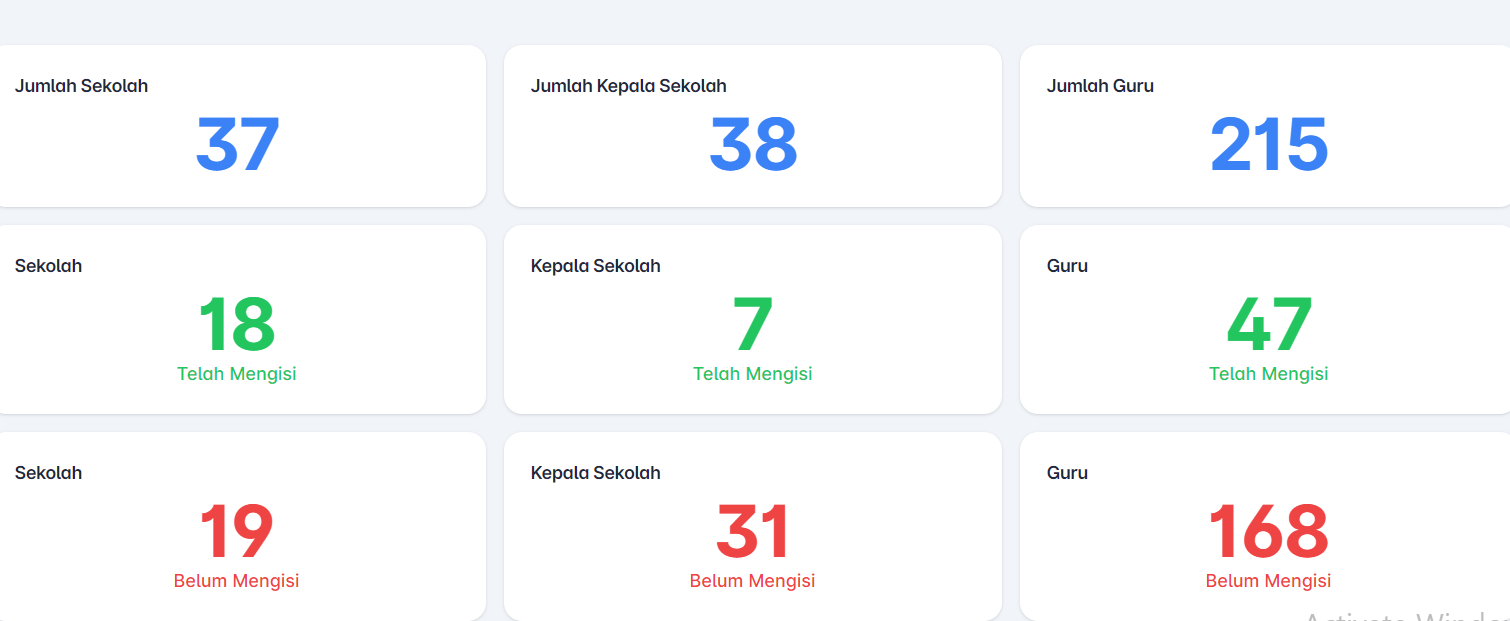 Jumlah Sekolah
37
Jumlah Kepala Sekolah
38
Jumlah Guru
215
Sekolah
18
Telah Mengisi
Kepala Sekolah
7
Telah Mengisi
Guru
47
Telah Mengisi
Sekolah
19
Belum Mengisi
Kepala Sekolah
31
Belum Mengisi
Guru
168
Belum Mengisi